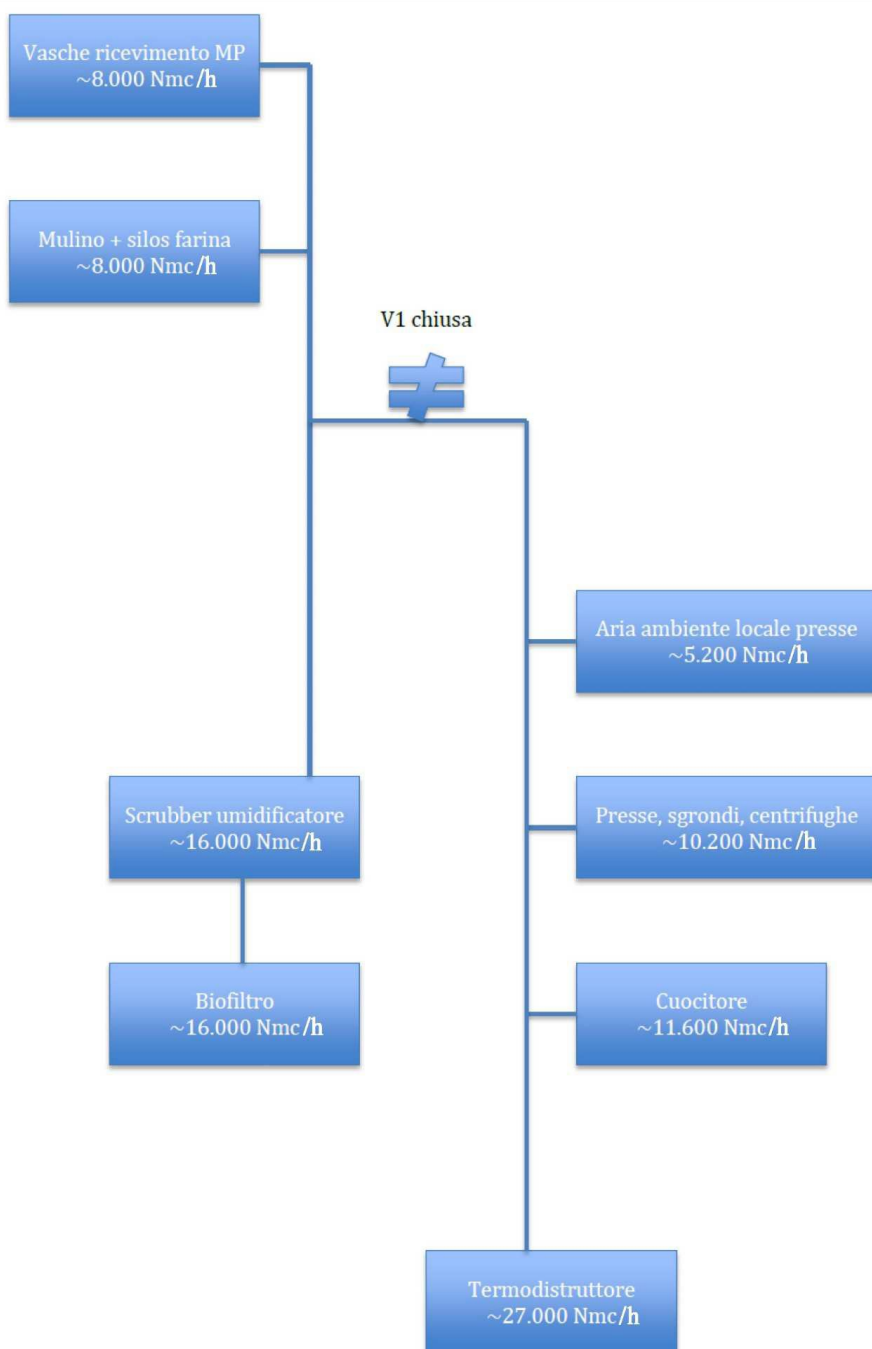 Vasche ricevimento MP
~8.000 Nmc/h
Mulino + silos farina
~8.000 Nmc/h
V1 chiusa
Aria ambiente locale presse
~5.200 Nmc/h
Scrubber umidificatore
~16.000 Nmc/h
Presse, sgrondi, centrifughe
~10.200 Nmc/h
Biofiltro
~16.000 Nmc/h
Cuocitore
~11.600 Nmc/h
Termodistruttore
~27.000 Nmc/h